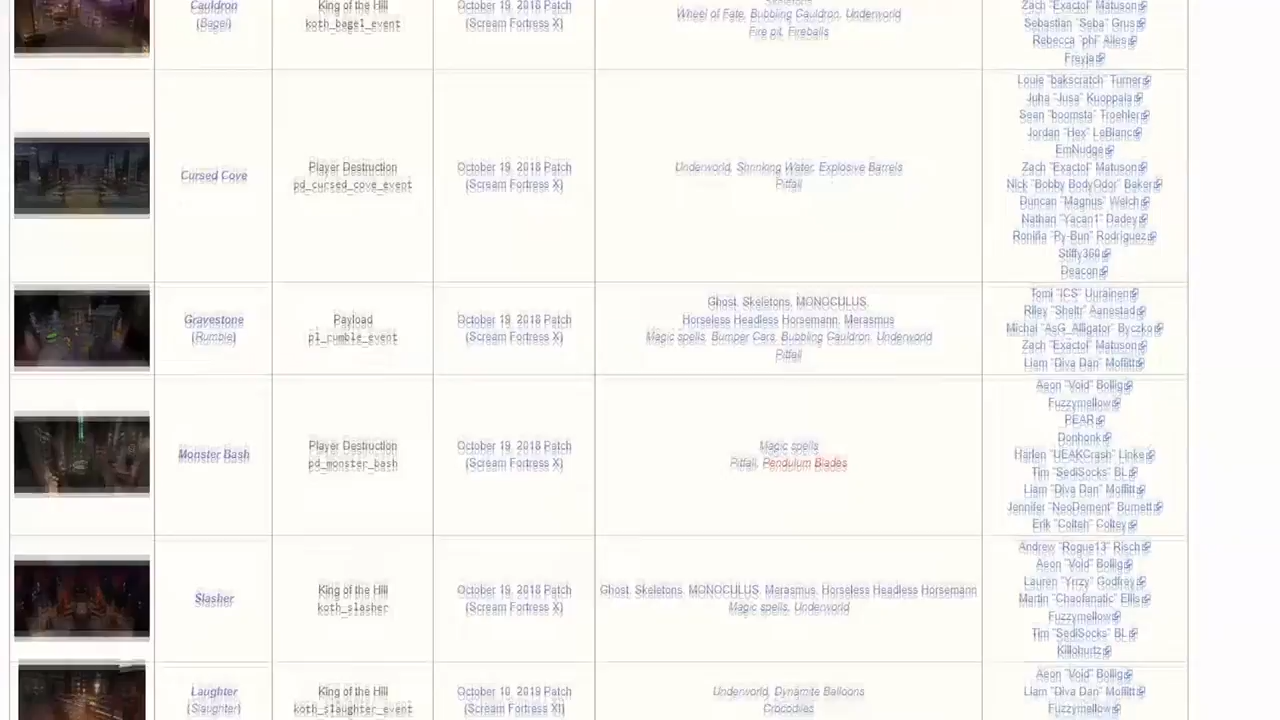 Cauldron
(Bagel)
King of the Hill
koth_bagel_event
October 19, 2018 Patch
(Scream Fortress X)
Wheel of Fate, Bubbling Cauldron, Underworld
Fire pit, Fireballs
Zach "Exactol" Matuson
Sebastian "Seba" Grus
Rebecca "phi" Ailes
Freyja
Cursed Cove
Player Destruction
pd_cursed_cove_event
October 19, 2018 Patch
(Scream Fortress X)
Underworld, Shrinking Water, Explosive Barrels
Pitfall
Louie "bakscratch" Turner
Juha "Jusa" Kuoppala
Sean "boomsta" Troehler
Jordan "Hex" LeBlanc
EmNudge
Zach "Exactol" Matuson
Nick "Bobby BodyOdor" Baker
Duncan "Magnus" Welch
Nathan "Yacan1" Dadey
Ronilla "Py-Bun" Rodriguez
Stiffy360
Deacon
Gravestone
(Rumble)
Payload
pl_rumble_event
October 19, 2018 Patch
(Scream Fortress X)
Ghost, Skeletons, MONOCULUS,
Horseless Headless Horsemann, Merasmus
Magic spells, Bumper Cars, Bubbling Cauldron, Underworld
Pitfall
Tomi "ICS" Uurainen
Riley "Sheltr" Aanestad
Michal "AsG_Alligator" Byczko
Zach "Exactol" Matuson
Liam "Diva Dan" Moffitt
Monster Bash
Player Destruction
pd_monster_bash
October 19, 2018 Patch
(Scream Fortress X)
Magic spells
Pitfall, Pendulum Blades
Aeon "Void" Bollig
Fuzzymellow
PEAR
Donhonk
Harlen "UEAKCrash" Linke
Tim "SediSocks" BL
Liam "Diva Dan" Moffitt
Jennifer "NeoDement" Burnett
Erik "Colteh" Coltey
Slasher
King of the Hill
koth_slasher
October 19, 2018 Patch
(Scream Fortress X)
Ghost, Skeletons, MONOCULUS, Merasmus, Horseless Headless Horsemann
Magic spells, Underworld
Andrew "Rogue13" Risch
Aeon "Void" Bollig
Lauren "Yrrzy" Godfrey
Martin "Chaofanatic" Ellis
Fuzzymellow
Tim "SediSocks" BL
Killohurtz
Laughter
(Slaughter)
King of the Hill
koth_slaughter_event
October 10, 2019 Patch
(Scream Fortress XI)
Underworld, Dynamite Balloons
Crocodiles
Aeon "Void" Bollig
Liam "Diva Dan" Moffitt
Fuzzymellow